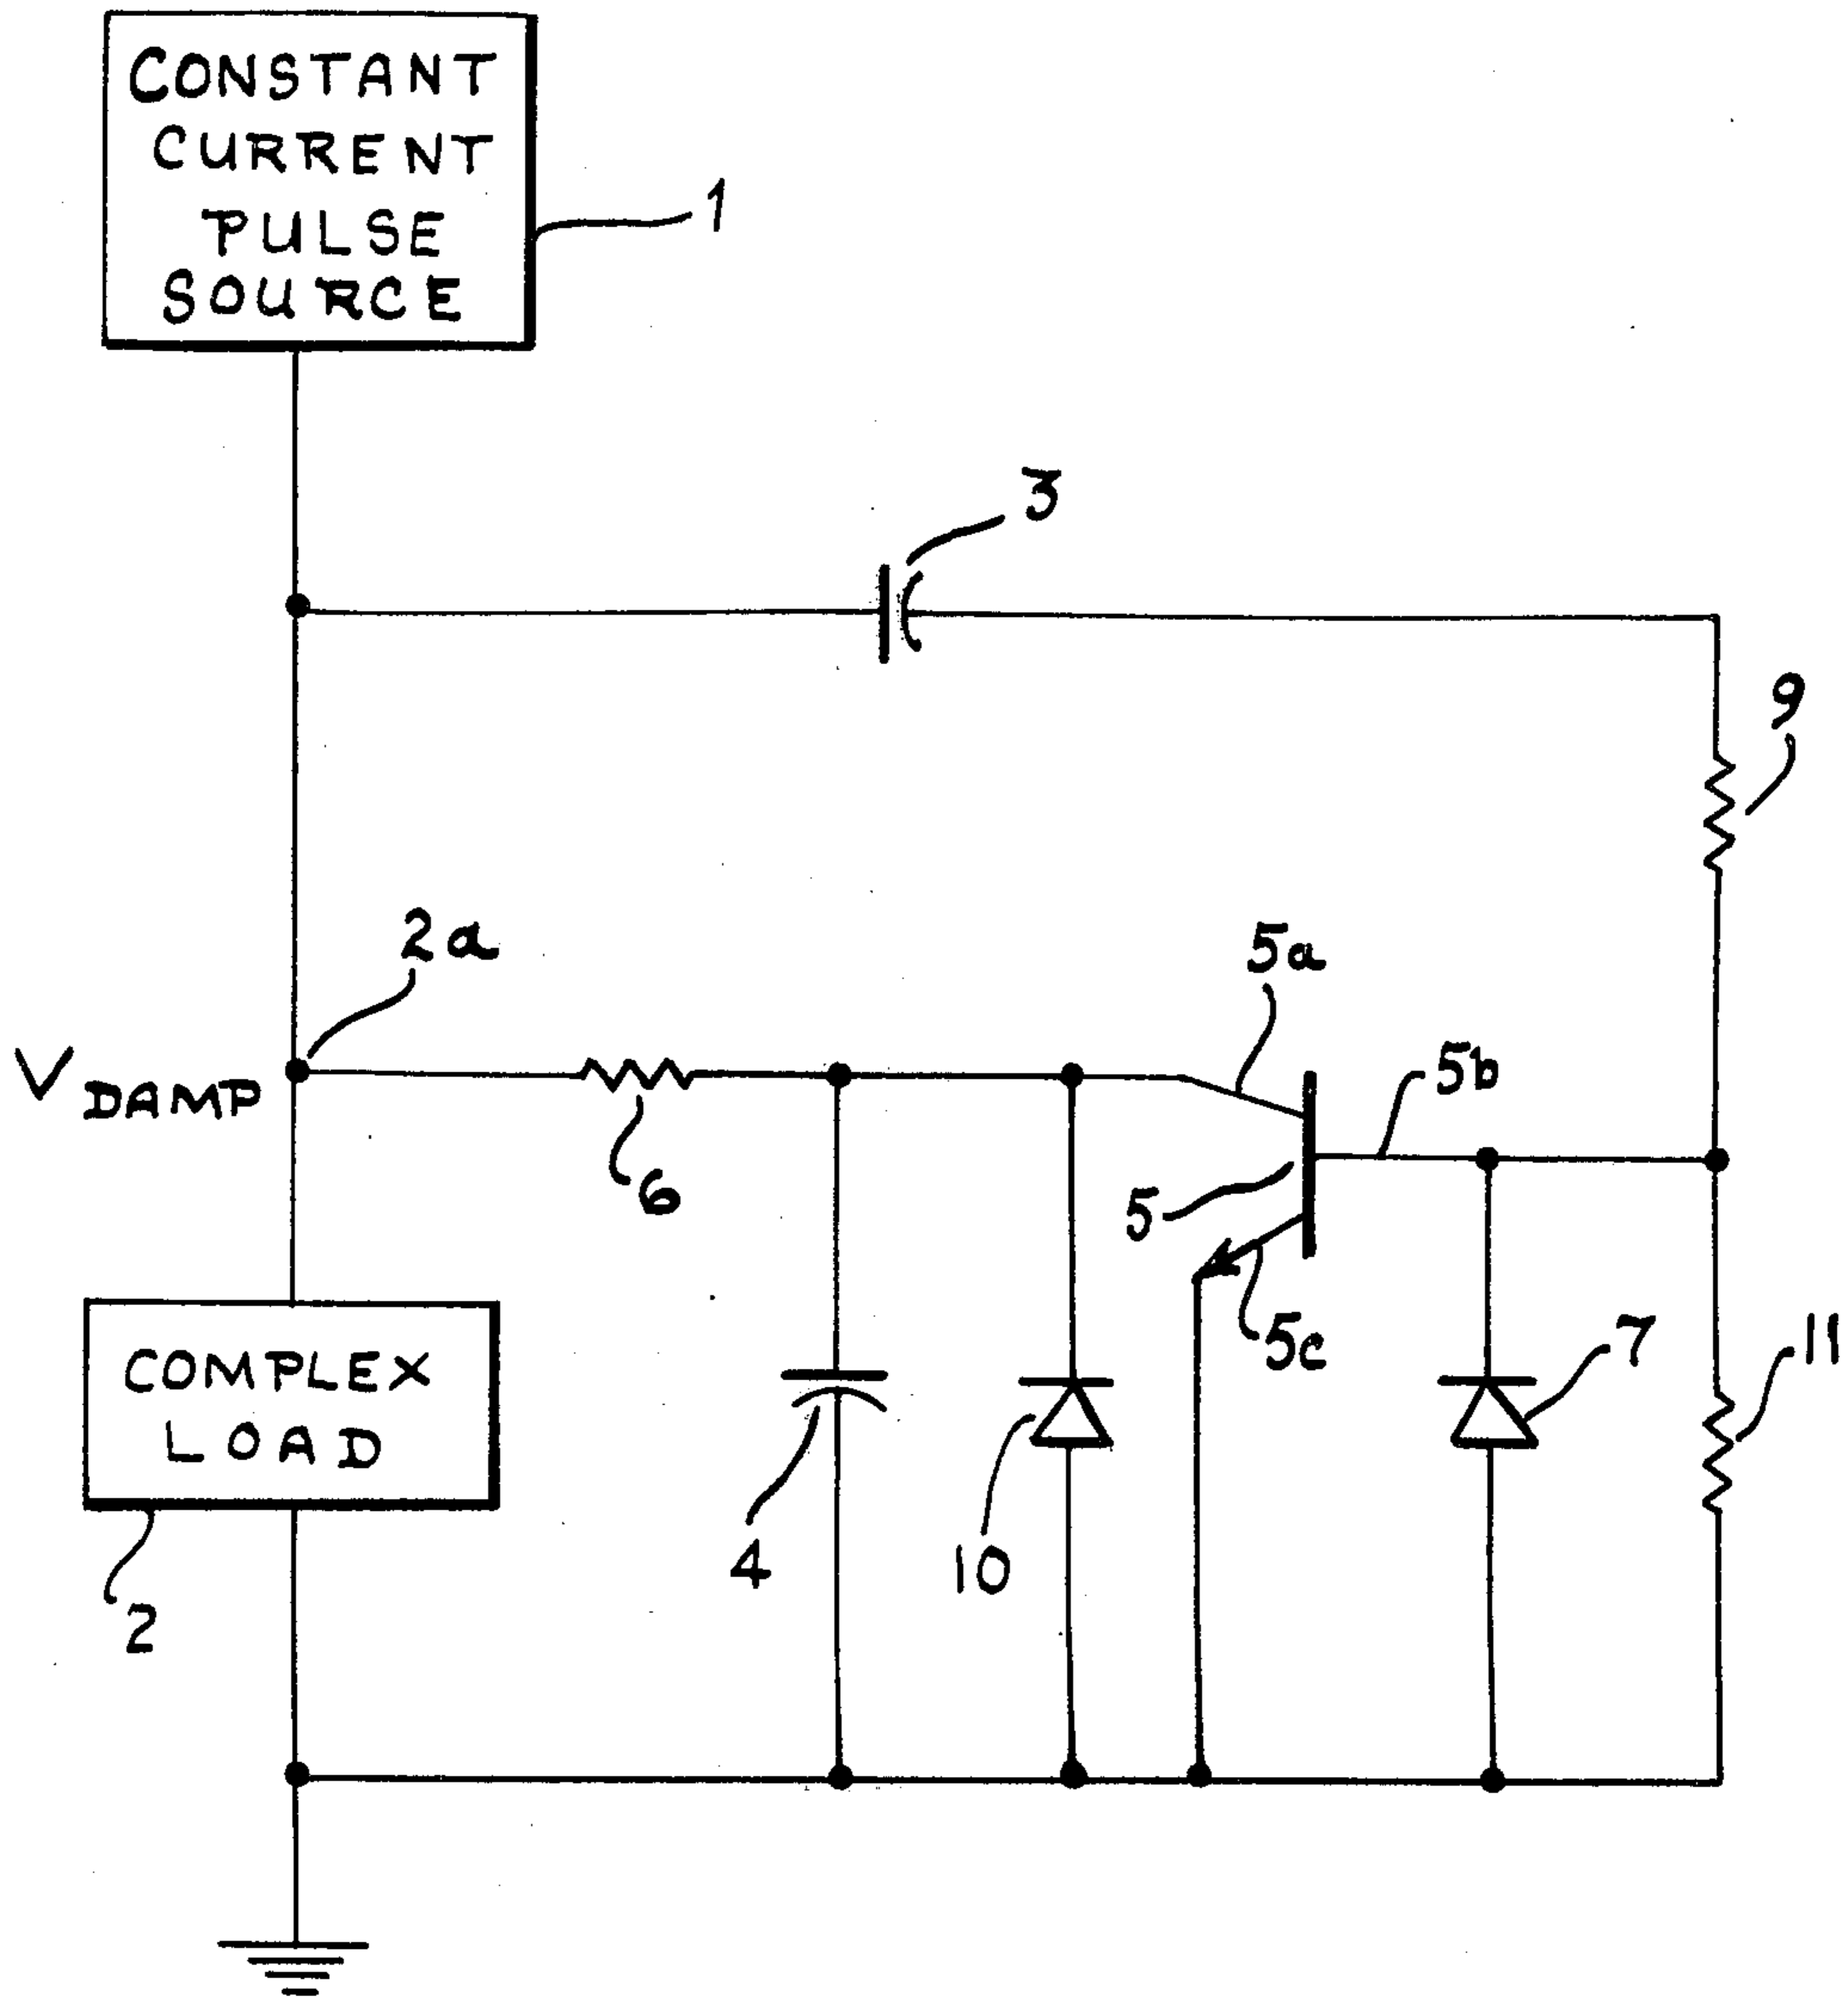 CONSTANT
CURRENT
PULSE
SOURCE
1
3
9
2a
5a
V DAMP
5b
6
5
5c
7
11
COMPLEX
LOAD
4
10
2